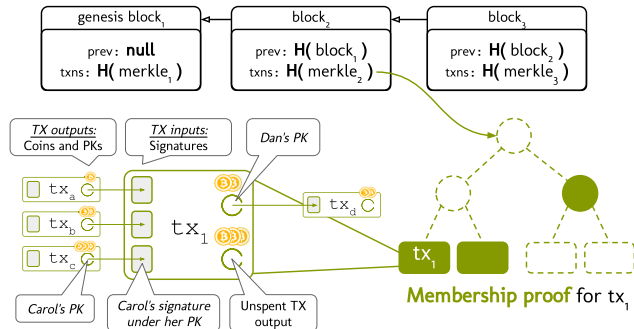 genesis block1
block2
block3
prev: null
txns: H( merkle1 )
prev: H( block1 )
txns: H( merkle2 )
prev: H( block2 )
txns: H( merkle3 )
TX outputs:
Coins and PKs
TX inputs:
Signatures
Dan's PK
txa
txb
txc
tx1
txd
tx1
Carol's PK
Carol's signature
under her PK
Unspent TX
output
Membership proof for tx1